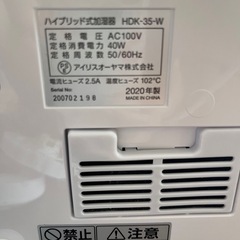 ハイブリッド式加湿器 HDK-35-W
定格電圧 AC100V
定格消費電力 40W
定格周波数 50/60Hz
電流ヒューズ 2.5A 温度ヒューズ 102℃
アイリスオーヤマ株式会社
Serial No.
200702198
2020年製
MADE IN CHINA
警告
注意